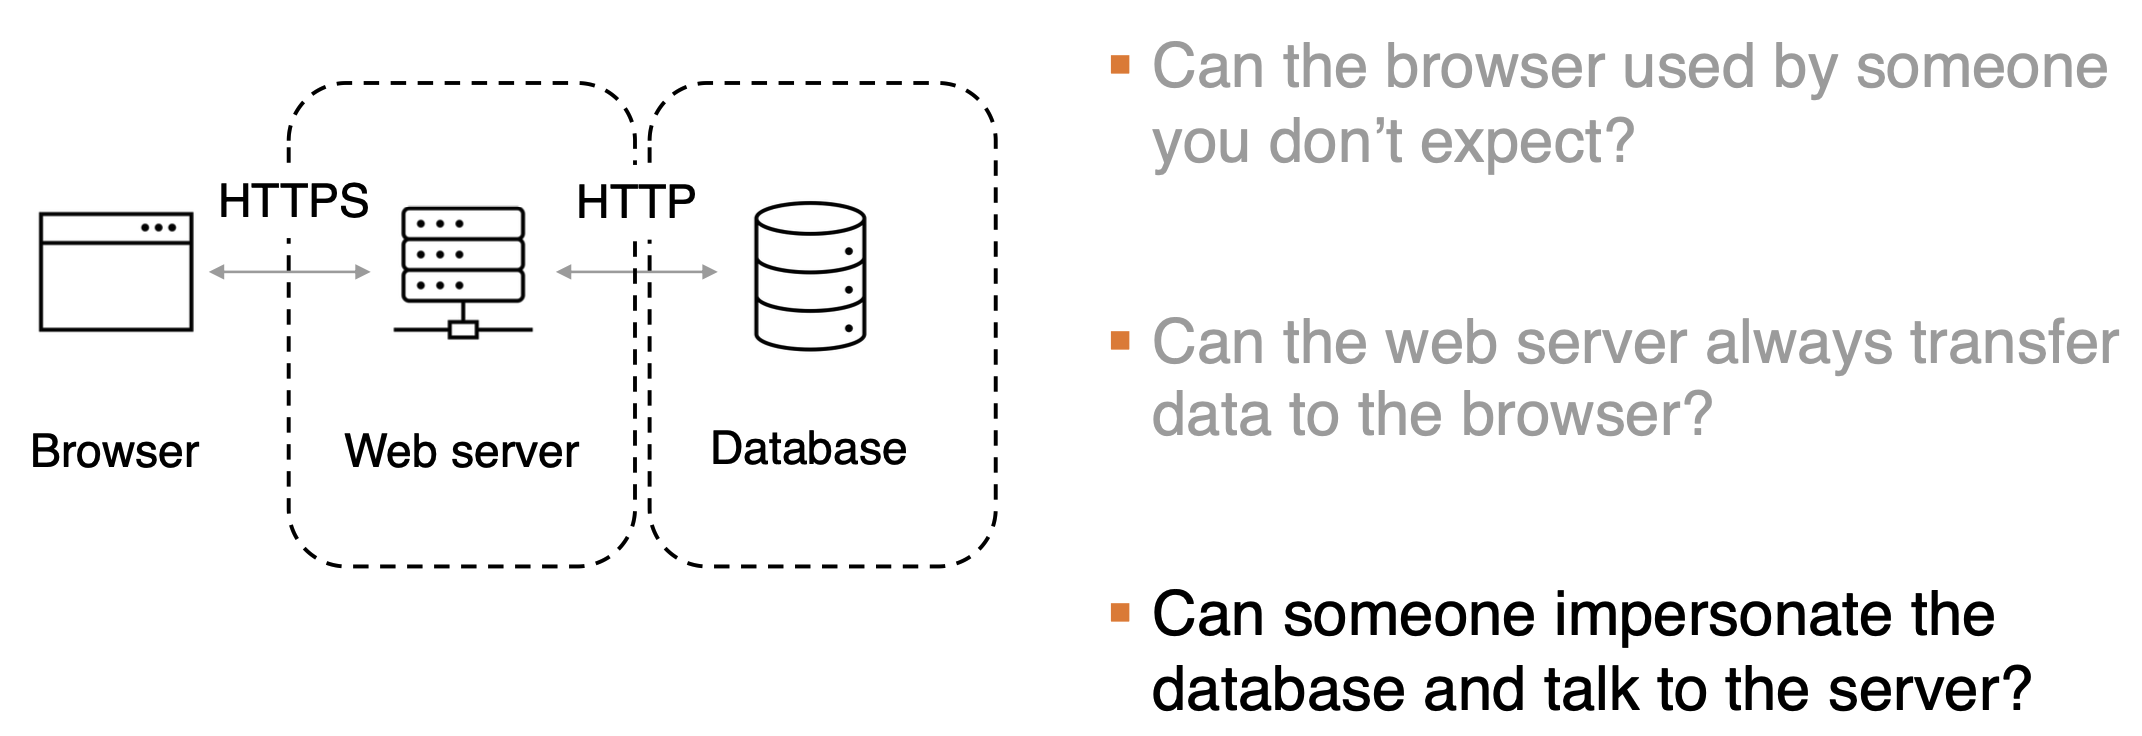 HTTPS
HTTP
Browser
Web server
Database
Can the browser used by someone
you don’t expect?
Can the web server always transfer
data to the browser?
Can someone impersonate the
database and talk to the server?